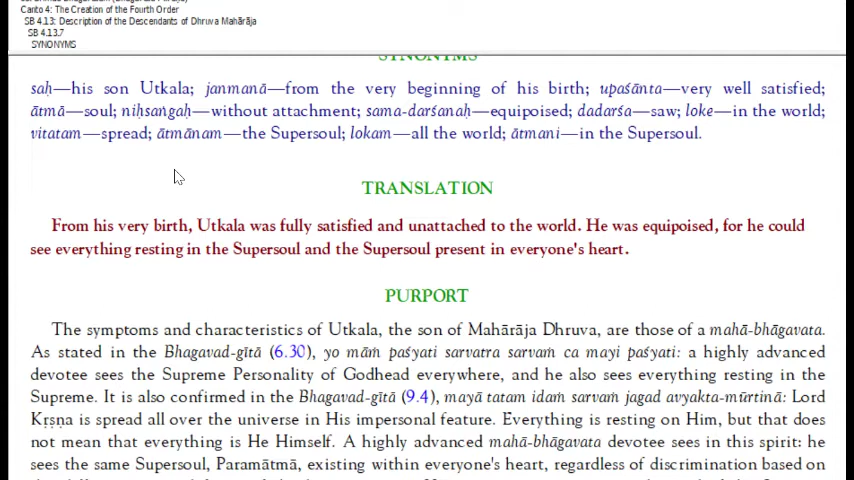 Canto 4: The Creation of the Fourth Order
SB 4.13: Description of the Descendants of Dhruva Mahārāja
SB 4.13.7
SYNONYMS
SYNONYMS
saḥ—his son Utkala; janmanā—from the very beginning of his birth; upaśānta—very well satisfied;
ātmā—soul; niḥsaṅgaḥ—without attachment; sama-darśanaḥ—equipoised; dadarśa—saw; loke—in the world;
vitatam—spread; ātmānam—the Supersoul; lokam—all the world; ātmani—in the Supersoul.
TRANSLATION
From his very birth, Utkala was fully satisfied and unattached to the world. He was equipoised, for he could
see everything resting in the Supersoul and the Supersoul present in everyone's heart.
PURPORT
The symptoms and characteristics of Utkala, the son of Mahārāja Dhruva, are those of a mahā-bhāgavata.
As stated in the Bhagavad-gītā (6.30), yo māṁ paśyati sarvatra sarvaṁ ca mayi paśyati: a highly advanced
devotee sees the Supreme Personality of Godhead everywhere, and he also sees everything resting in the
Supreme. It is also confirmed in the Bhagavad-gītā (9.4), mayā tatam idaṁ sarvaṁ jagad avyakta-mūrtinā: Lord
Kṛṣṇa is spread all over the universe in His impersonal feature. Everything is resting on Him, but that does
not mean that everything is He Himself. A highly advanced mahā-bhāgavata devotee sees in this spirit: he
sees the same Supersoul, Paramātmā, existing within everyone's heart, regardless of discrimination based on